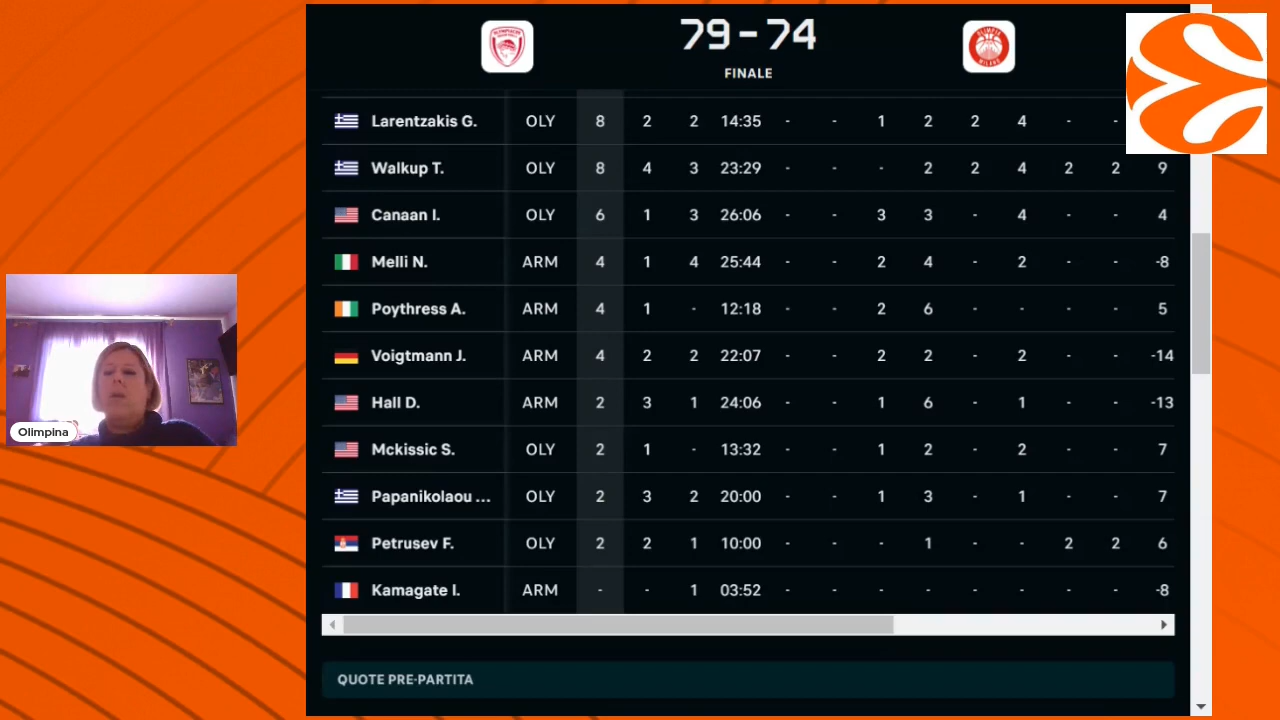 79 - 74
FINALE
Larentzakis G. OLY 8 2 2 14:35 - - 1 2 2 4 - -
Walkup T. OLY 8 4 3 23:29 - - - 2 2 4 2 2 9
Canaan I. OLY 6 1 3 26:06 - - 3 3 - 4 - - 4
Melli N. ARM 4 1 4 25:44 - - 2 4 - 2 - - -8
Poythress A. ARM 4 1 - 12:18 - - 2 6 - - - - 5
Voigtmann J. ARM 4 2 2 22:07 - - 2 2 - 2 - - -14
Hall D. ARM 2 3 1 24:06 - - 1 6 - 1 - - -13
Mckissic S. OLY 2 1 - 13:32 - - 1 2 - 2 - - 7
Papanikolaou ... OLY 2 3 2 20:00 - - 1 3 - 1 - - 7
Petrusev F. OLY 2 2 1 10:00 - - - 1 - - 2 2 6
Kamagate I. ARM - - 1 03:52 - - - - - - - - -8
Olimpina
QUOTE PRE-PARTITA